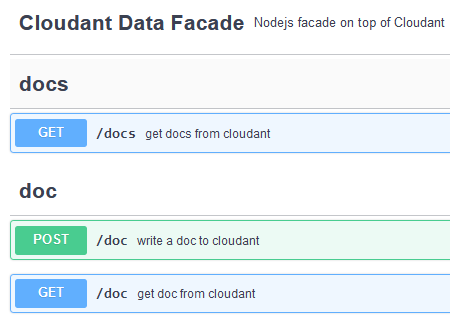 Cloudant Data Facade Nodejs facade on top of Cloudant
docs
GET /docs get docs from cloudant
doc
POST /doc write a doc to cloudant
GET /doc get doc from cloudant